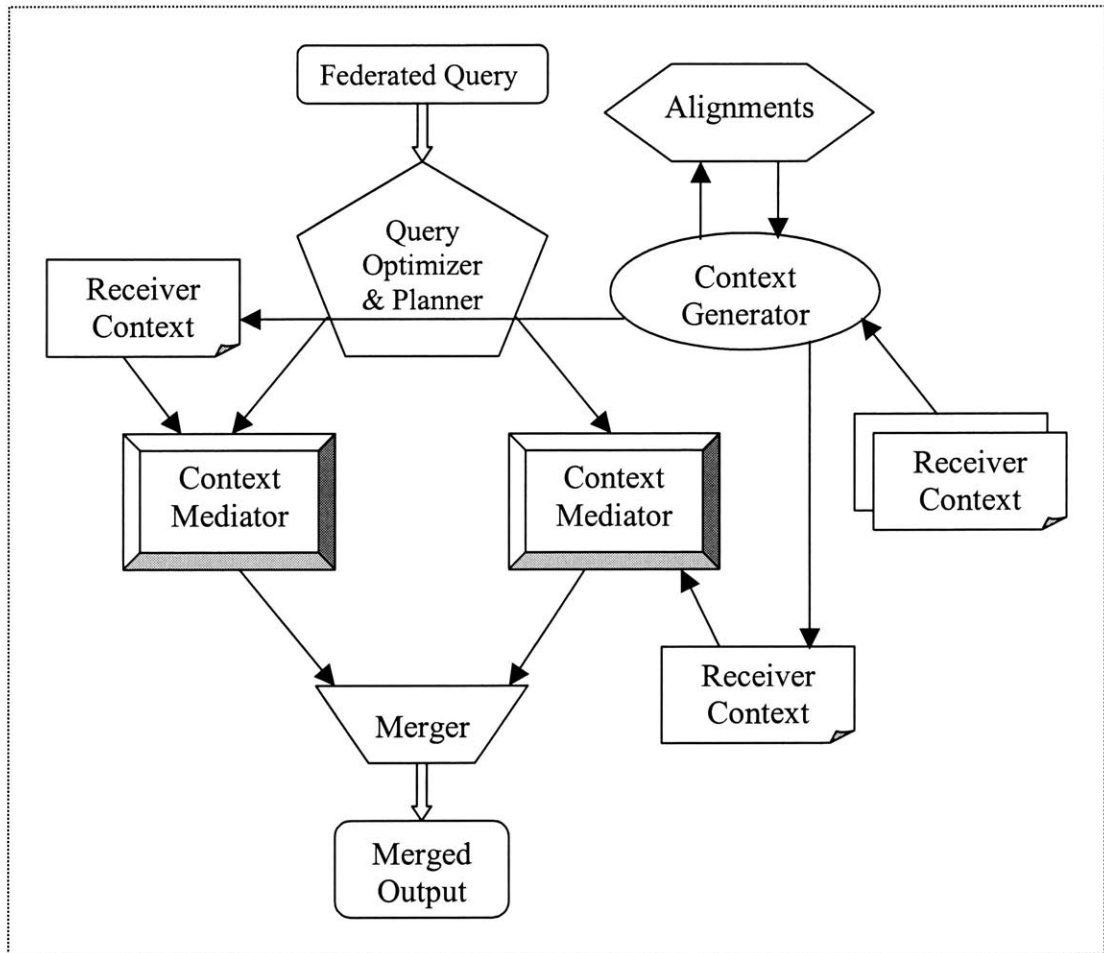 Federated Query
Alignments
Query
Optimizer
& Planner
Context
Generator
Receiver
Context
Context
Mediator
Context
Mediator
Receiver
Context
Receiver
Context
Merger
Merged
Output